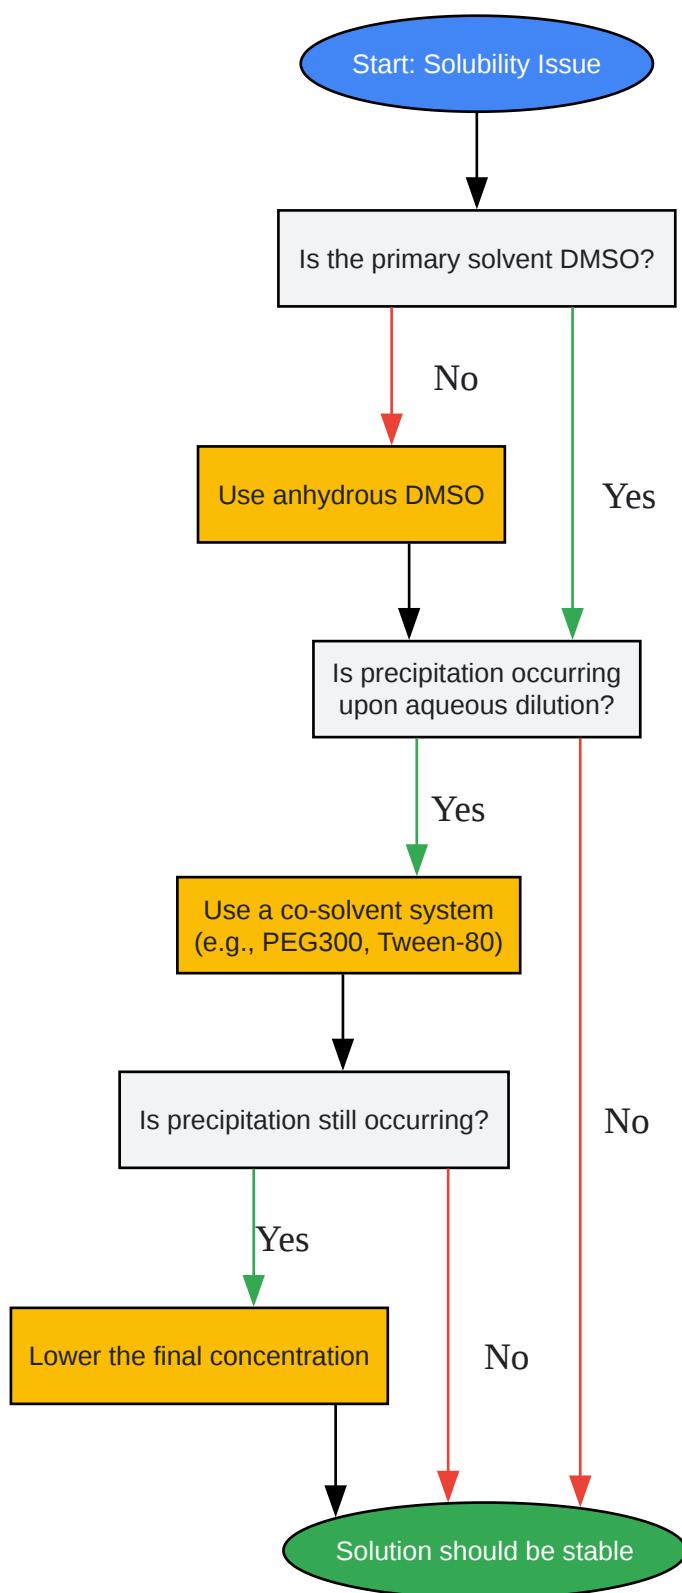 Start: Solubility Issue
Is the primary solvent DMSO?
No
Use anhydrous DMSO
Yes
Is precipitation occurring
upon aqueous dilution?
Yes
Use a co-solvent system
(e.g., PEG300, Tween-80)
Is precipitation still occurring?
No
Yes
Lower the final concentration
No
Solution should be stable